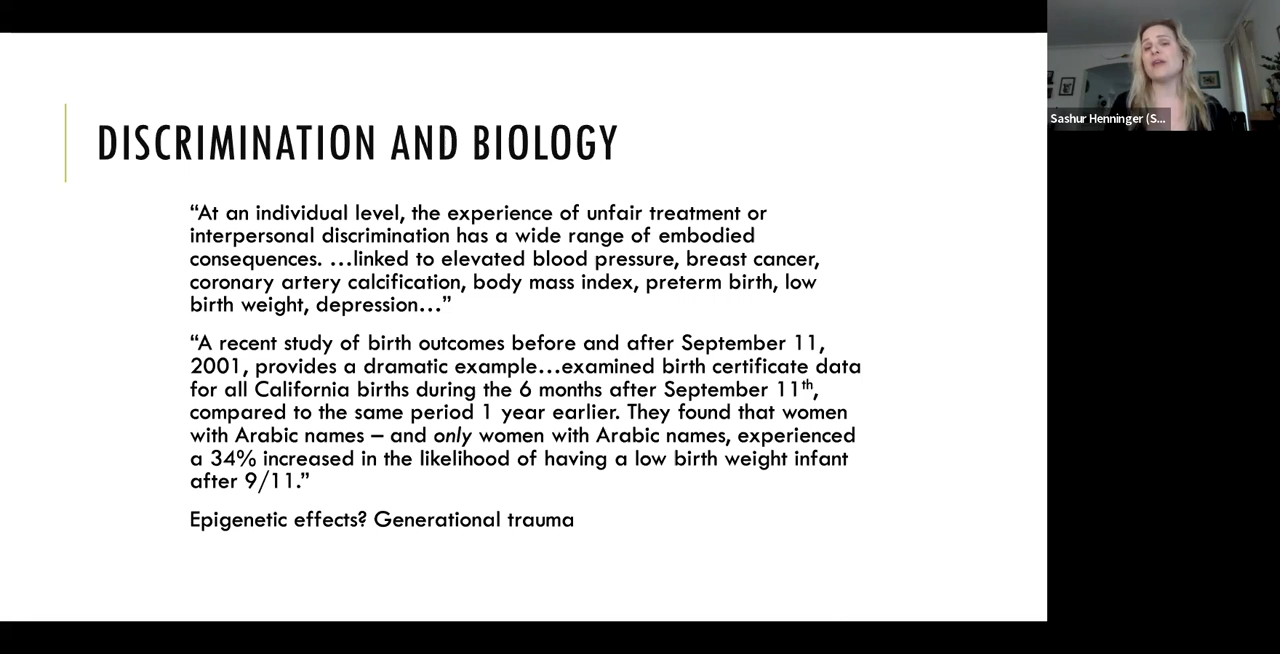 DISCRIMINATION AND BIOLOGY
“At an individual level, the experience of unfair treatment or
interpersonal discrimination has a wide range of embodied
consequences. …linked to elevated blood pressure, breast cancer,
coronary artery calcification, body mass index, preterm birth, low
birth weight, depression…”
“A recent study of birth outcomes before and after September 11,
2001, provides a dramatic example…examined birth certificate data
for all California births during the 6 months after September 11th,
compared to the same period 1 year earlier. They found that women
with Arabic names – and only women with Arabic names, experienced
a 34% increased in the likelihood of having a low birth weight infant
after 9/11.”
Epigenetic effects? Generational trauma
Sashur Henninger (S...